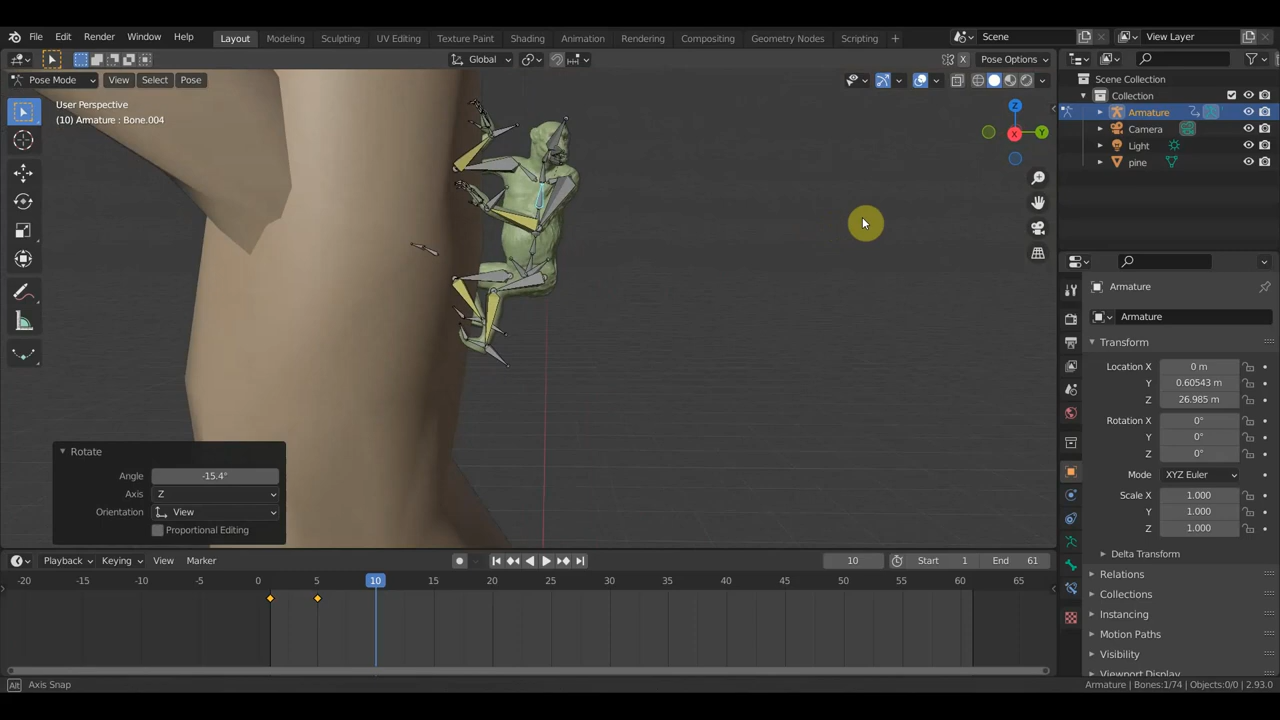 File Edit Render Window Help Layout Modeling Sculpting UV Editing Texture Paint Shading Animation Rendering Compositing Geometry Nodes Scripting + Scene View Layer
Global Pose Options
Pose Mode View Select Pose
User Perspective
(10) Armature : Bone.004
Z
X
Y
Scene Collection
Collection
Armature
Camera
Light
pine
Armature
Armature
Transform
Location X 0 m
Y 0.60543 m
Z 26.985 m
Rotation X 0°
Y 0°
Z 0°
Mode XYZ Euler
Scale X 1.000
Y 1.000
Z 1.000
Delta Transform
Relations
Collections
Instancing
Motion Paths
Visibility
Viewport Display
Rotate
Angle -15.4°
Axis Z
Orientation View
Proportional Editing
Playback Keying View Marker 10 Start 1 End 61
-20 -15 -10 -5 0 5 10 15 20 25 30 35 40 45 50 55 60 65
Alt Axis Snap Armature | Bones:1/74 | Objects:0/0 | 2.93.0